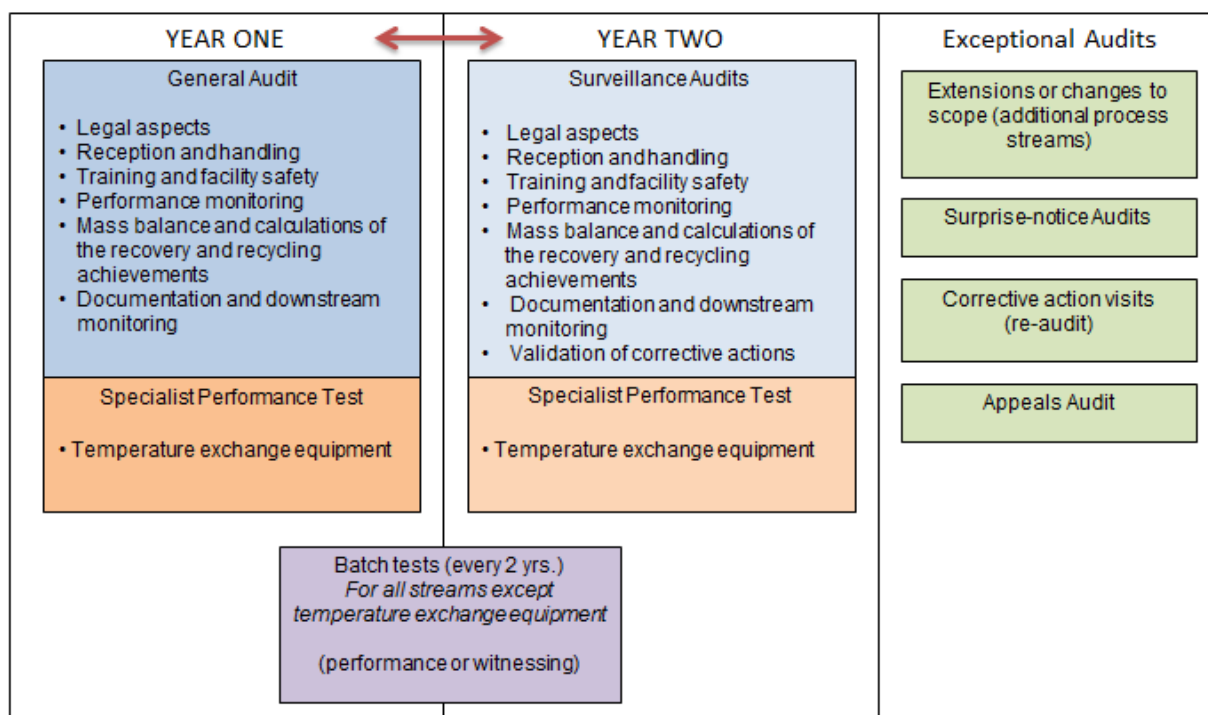 YEAR ONE
General Audit
• Legal aspects
• Reception and handling
• Training and facility safety
• Performance monitoring
• Mass balance and calculations of
the recovery and recycling
achievements
• Documentation and downstream
monitoring
Specialist Performance Test
• Temperature exchange equipment
YEAR TWO
Surveillance Audits
• Legal aspects
• Reception and handling
• Training and facility safety
• Performance monitoring
• Mass balance and calculations of
the recovery and recycling
achievements
• Documentation and downstream
monitoring
• Validation of corrective actions
Specialist Performance Test
• Temperature exchange equipment
Batch tests (every 2 yrs.)
For all streams except
temperature exchange equipment
(performance or witnessing)
Exceptional Audits
Extensions or changes to
scope (additional process
streams)
Surprise-notice Audits
Corrective action visits
(re-audit)
Appeals Audit